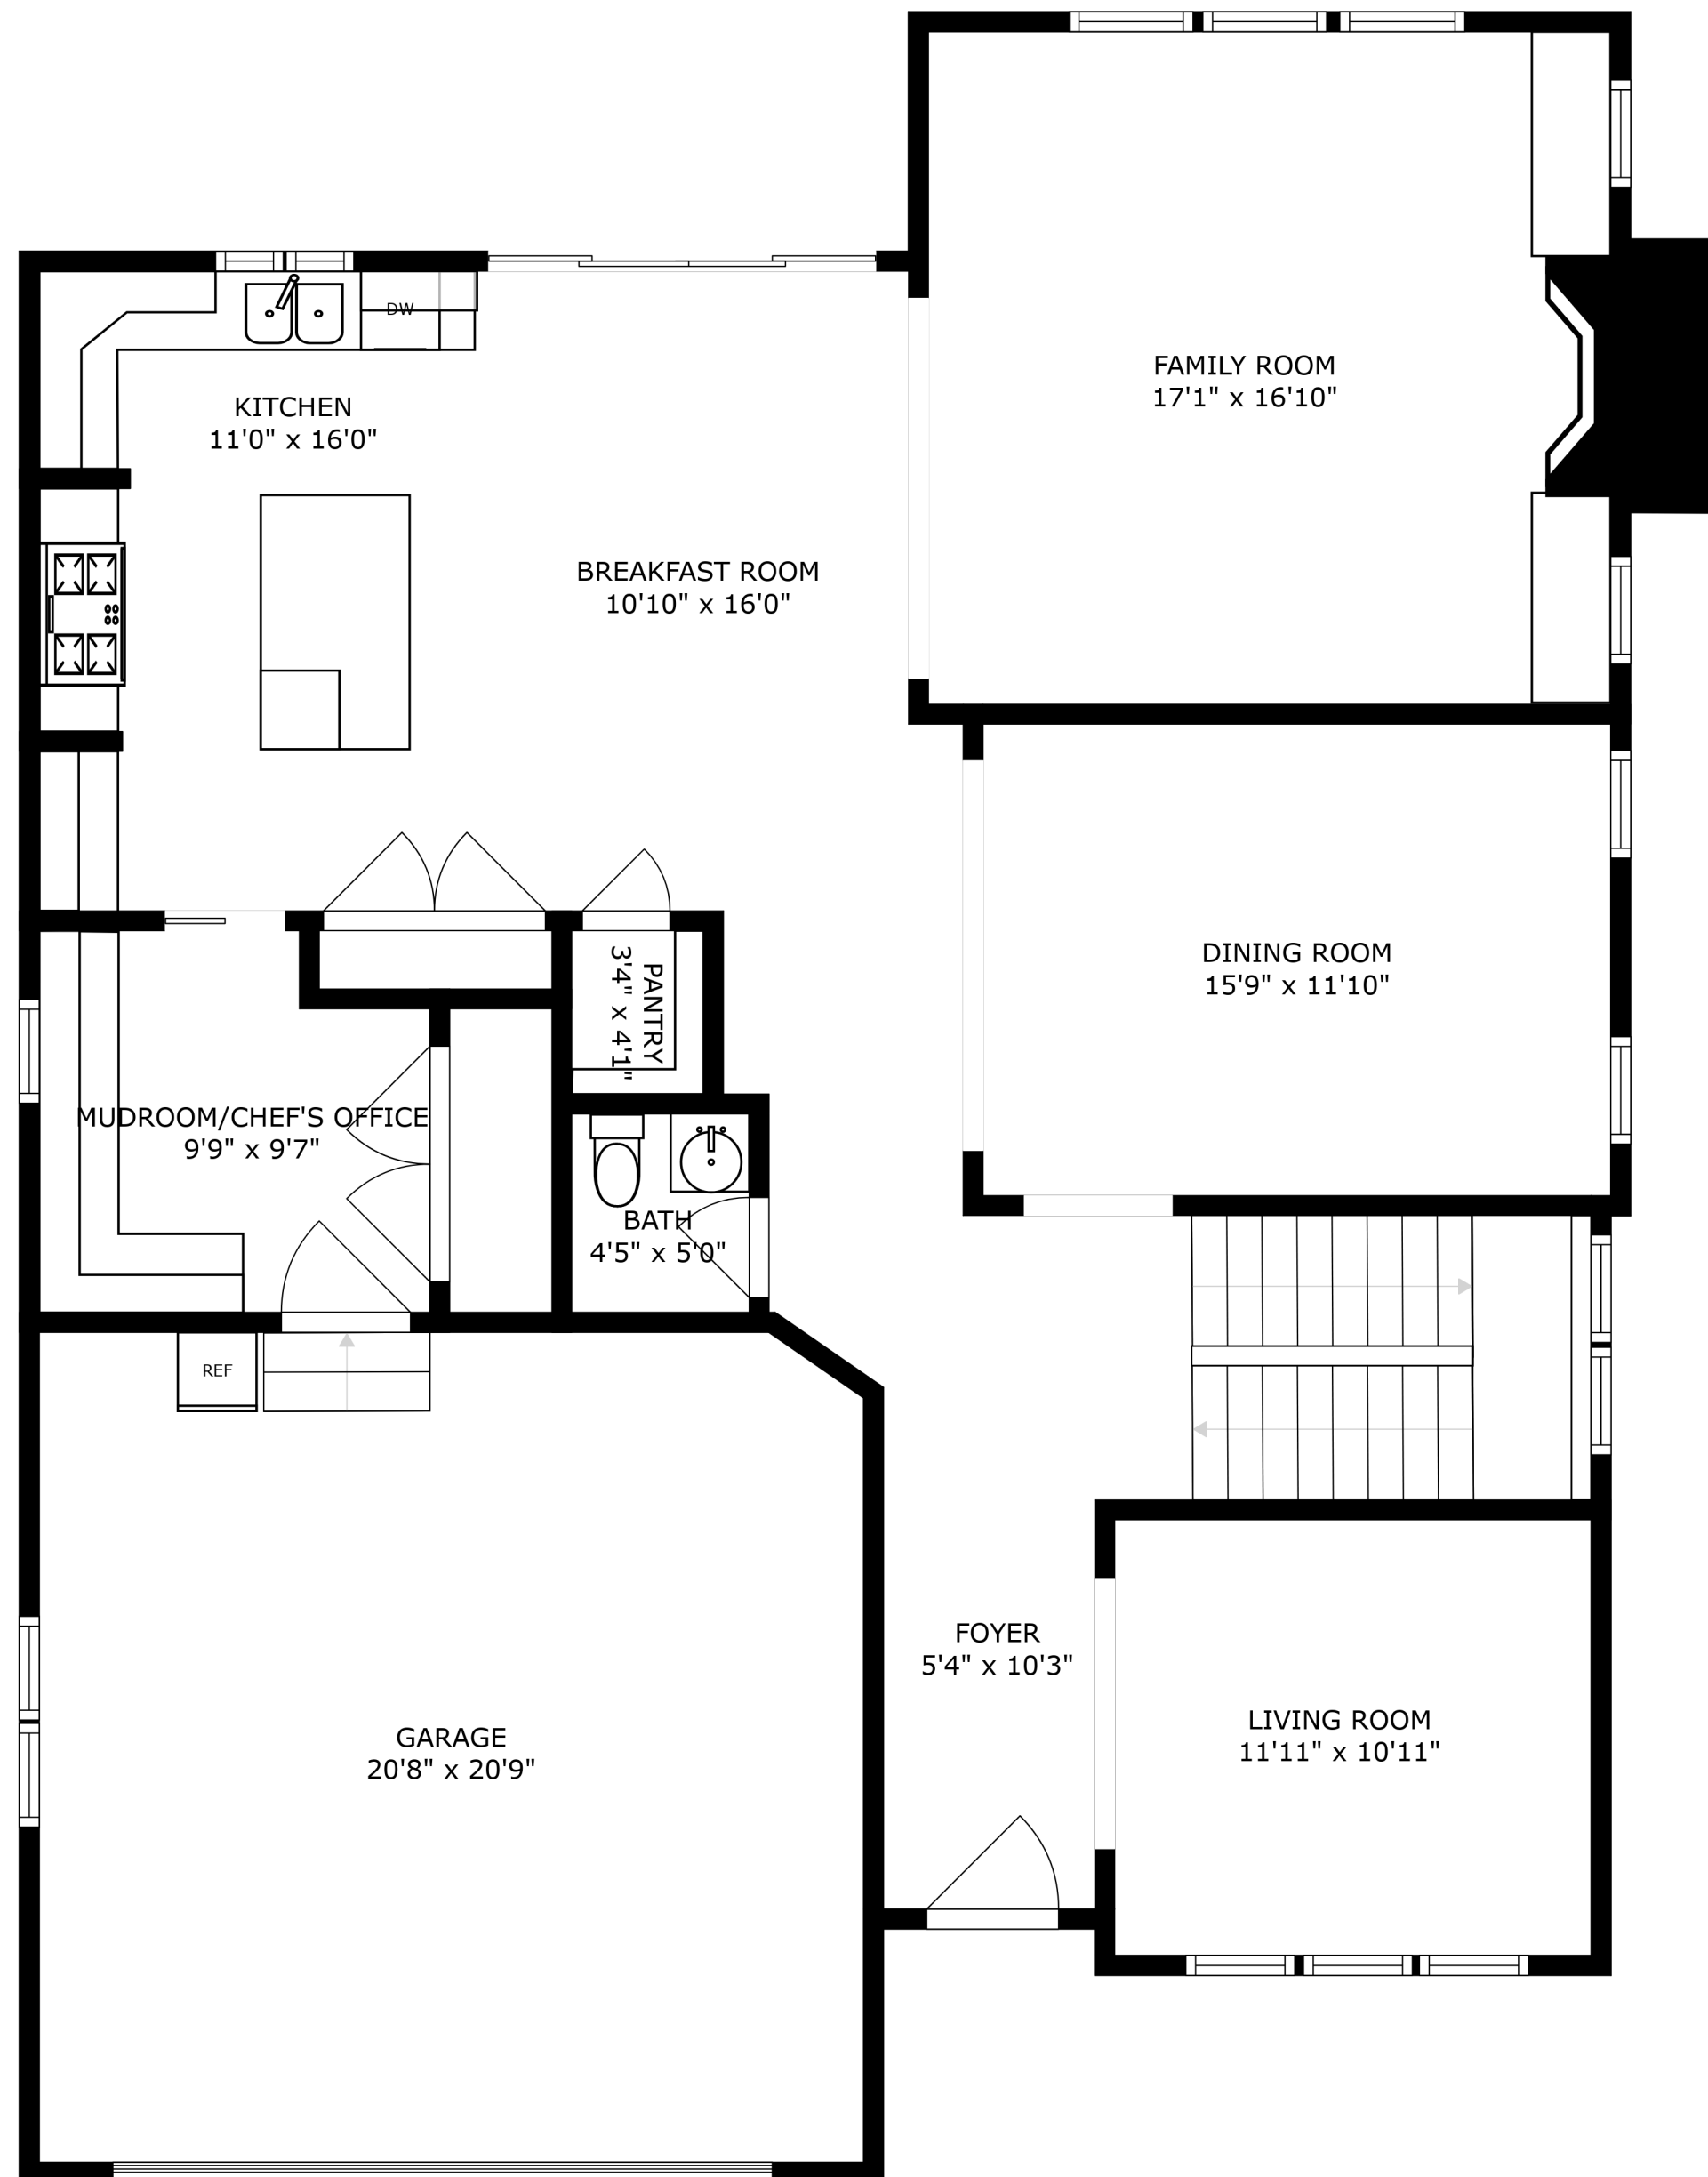 FAMILY ROOM
17'1" x 16'10"
DW
KITCHEN
11'0" x 16'0"
BREAKFAST ROOM
10'10" x 16'0"
DINING ROOM
15'9" x 11'10"
PANTRY
3'4" x 4'1"
MUDROOM/CHEF'S OFFICE
9'9" x 9'7"
BATH
4'5" x 5'0"
REF
FOYER
5'4" x 10'3"
LIVING ROOM
11'11" x 10'11"
GARAGE
20'8" x 20'9"